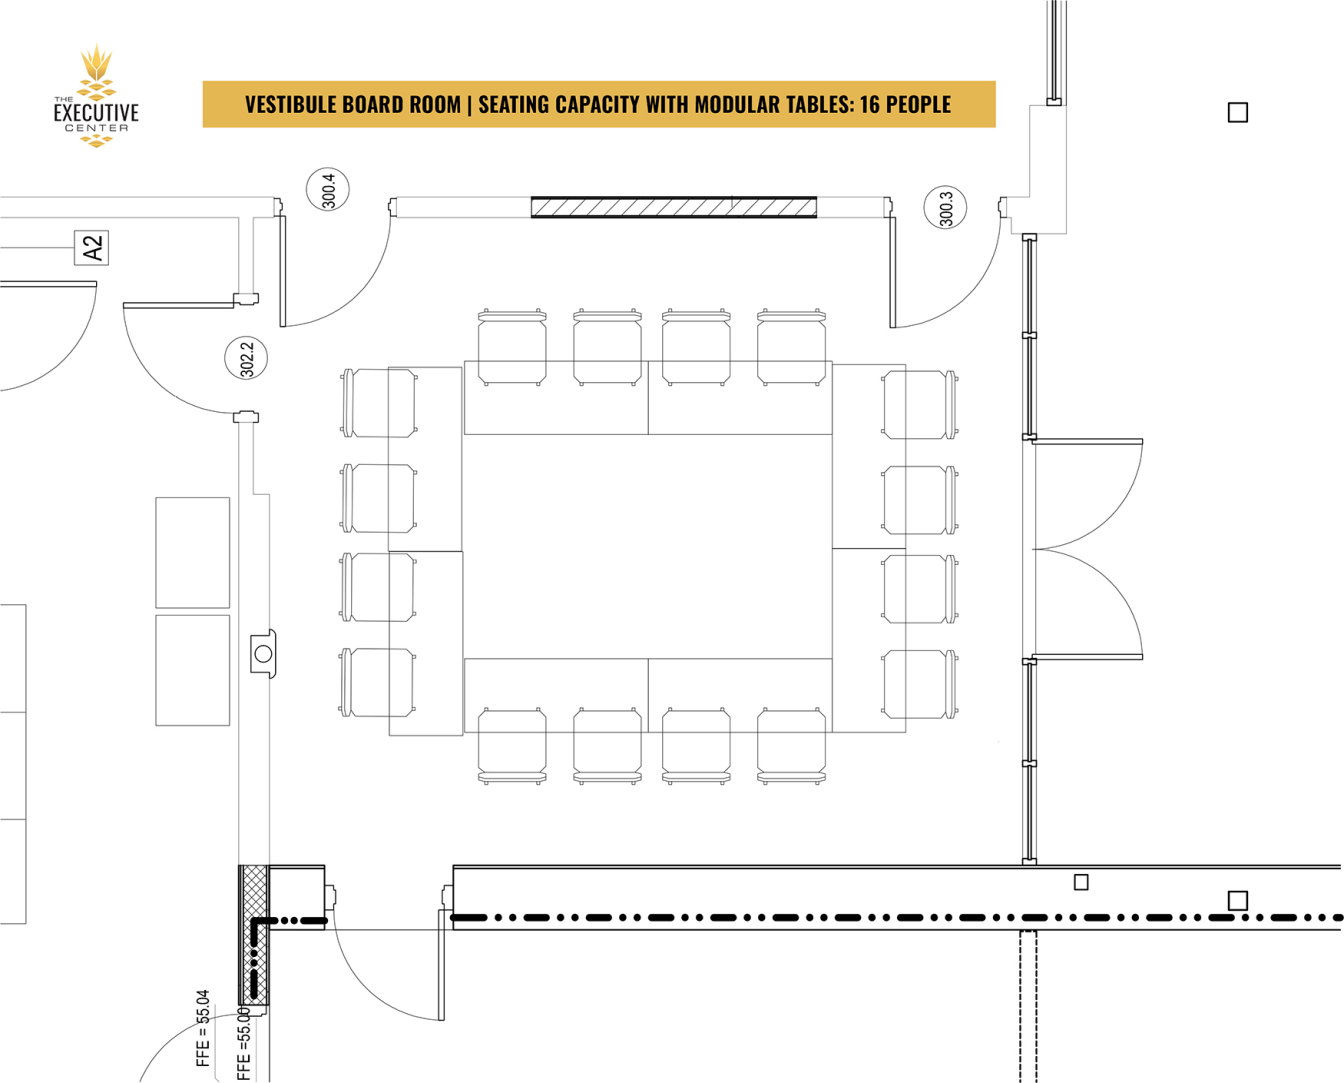 THE
EXECUTIVE
CENTER
VESTIBULE BOARD ROOM | SEATING CAPACITY WITH MODULAR TABLES: 16 PEOPLE
300.4
300.3
A2
302.2
FFE = 55.04
FFE =55.00